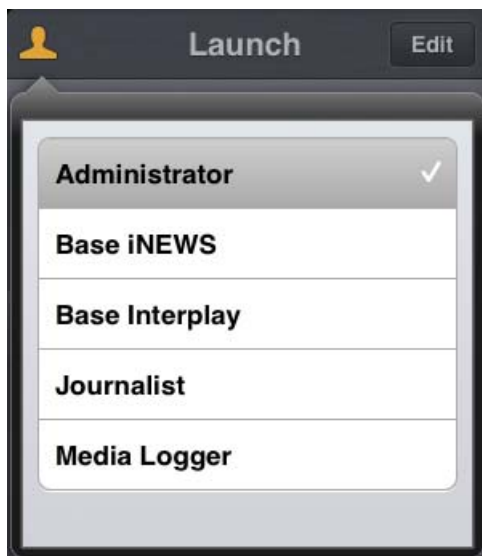 Launch
Edit
Administrator
Base iNEWS
Base Interplay
Journalist
Media Logger